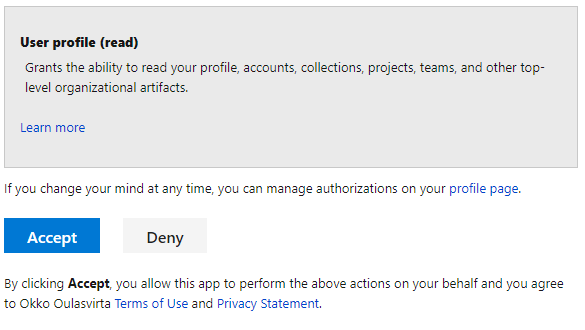 User profile (read)
Grants the ability to read your profile, accounts, collections, projects, teams, and other top-
level organizational artifacts.
Learn more
If you change your mind at any time, you can manage authorizations on your profile page.
Accept
Deny
By clicking Accept, you allow this app to perform the above actions on your behalf and you agree
to Okko Oulasvirta Terms of Use and Privacy Statement.